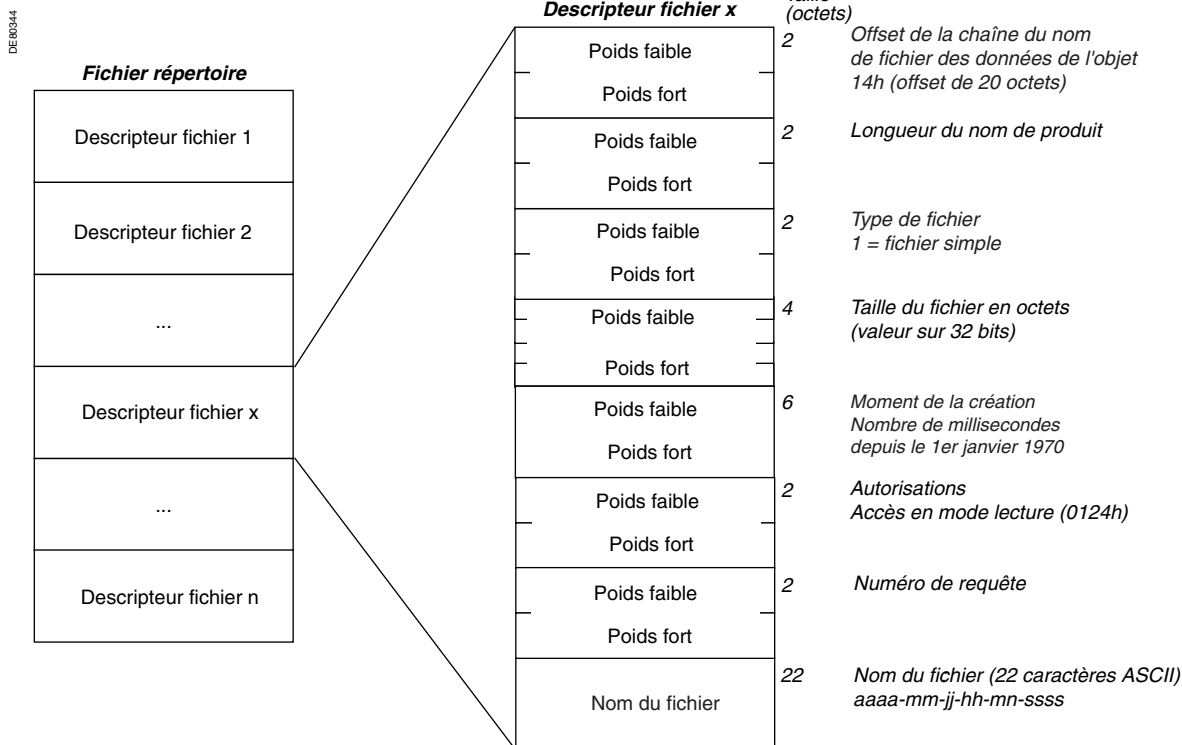 DE80344
Fichier répertoire
Descripteur fichier 1
Descripteur fichier 2
...
Descripteur fichier x
...
Descripteur fichier n
Descripteur fichier x
(octets)
Poids faible
Poids fort
2
Offset de la chaîne du nom
de fichier des données de l'objet
14h (offset de 20 octets)
Poids faible
Poids fort
2
Longueur du nom de produit
Poids faible
Poids fort
2
Type de fichier
1 = fichier simple
Poids faible
Poids fort
4
Taille du fichier en octets
(valeur sur 32 bits)
Poids faible
Poids fort
6
Moment de la création
Nombre de millisecondes
depuis le 1er janvier 1970
Poids faible
Poids fort
2
Autorisations
Accès en mode lecture (0124h)
Poids faible
Poids fort
2
Numéro de requête
Nom du fichier
22
Nom du fichier (22 caractères ASCII)
aaaa-mm-jj-hh-mn-ssss